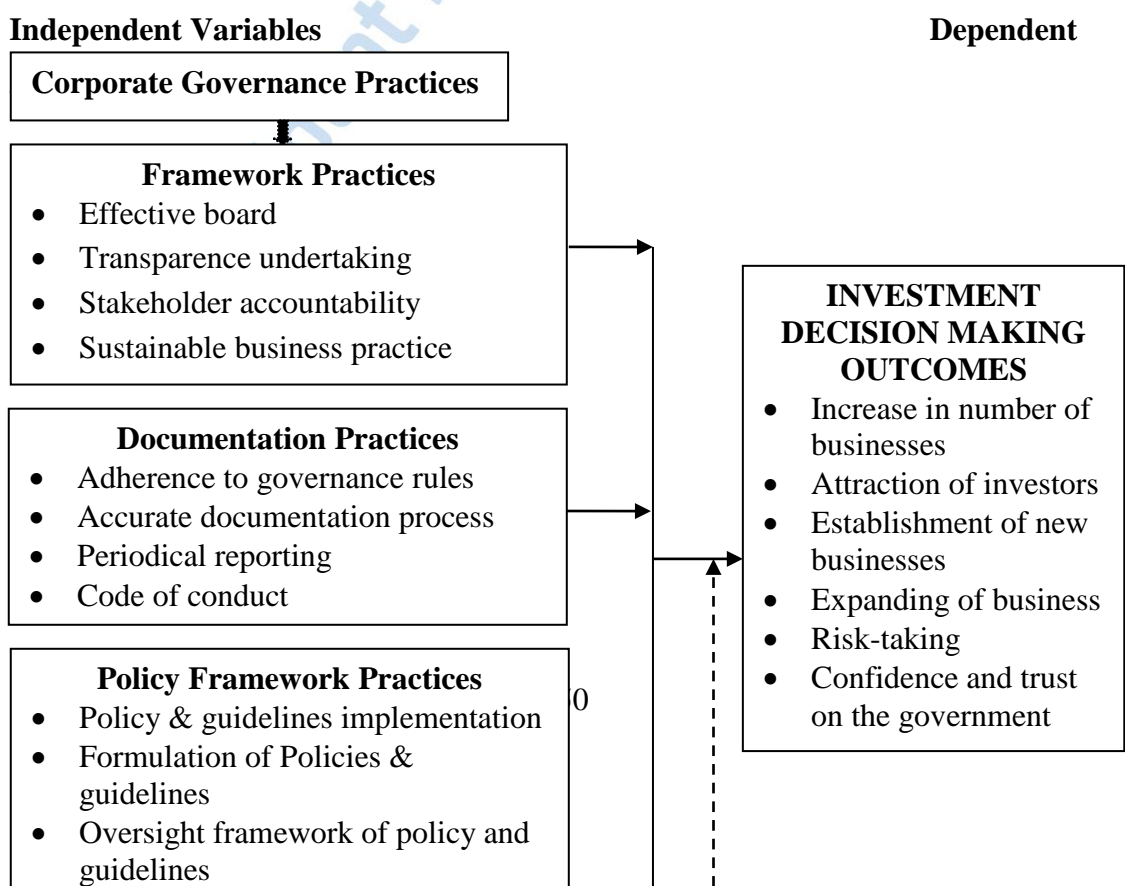 Independent Variables
Dependent
Corporate Governance Practices
Framework Practices
• Effective board
• Transparence undertaking
• Stakeholder accountability
• Sustainable business practice
Documentation Practices
• Adherence to governance rules
• Accurate documentation process
• Periodical reporting
• Code of conduct
Policy Framework Practices
• Policy & guidelines implementation
• Formulation of Policies &
guidelines
• Oversight framework of policy and
guidelines
0
INVESTMENT
DECISION MAKING
OUTCOMES
• Increase in number of
businesses
• Attraction of investors
• Establishment of new
businesses
• Expanding of business
• Risk-taking
• Confidence and trust
on the government